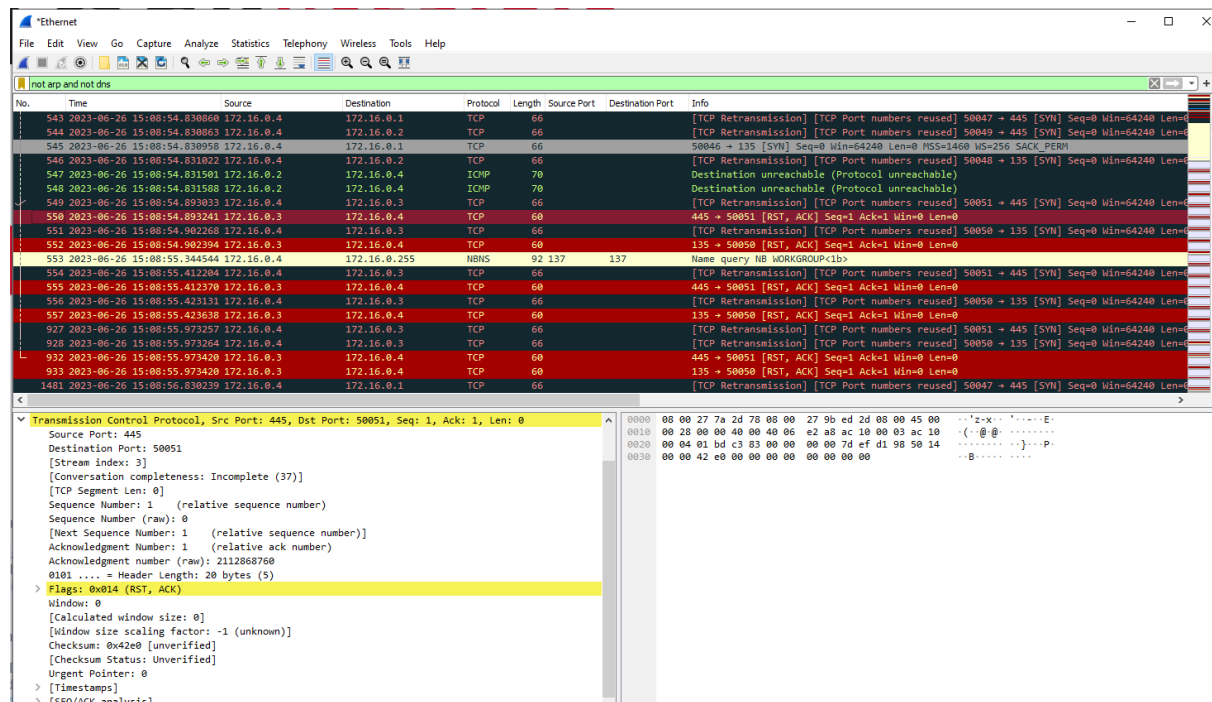 *Ethernet
File Edit View Go Capture Analyze Statistics Telephony Wireless Tools Help
not arp and not dns
No. Time Source Destination Protocol Length Source Port Destination Port Info
543 2023-06-26 15:08:54.830860 172.16.0.4 172.16.0.1 TCP 66 [TCP Retransmission] [TCP Port numbers reused] 50047 → 445 [SYN] Seq=0 Win=64240 Len=0
544 2023-06-26 15:08:54.830863 172.16.0.4 172.16.0.2 TCP 66 [TCP Retransmission] [TCP Port numbers reused] 50049 → 445 [SYN] Seq=0 Win=64240 Len=0
545 2023-06-26 15:08:54.830958 172.16.0.4 172.16.0.1 TCP 66 50046 → 135 [SYN] Seq=0 Win=64240 Len=0 MSS=1460 WS=256 SACK_PERM
546 2023-06-26 15:08:54.831022 172.16.0.4 172.16.0.2 TCP 66 [TCP Retransmission] [TCP Port numbers reused] 50048 → 135 [SYN] Seq=0 Win=64240 Len=0
547 2023-06-26 15:08:54.831501 172.16.0.2 172.16.0.4 ICMP 70 Destination unreachable (Protocol unreachable)
548 2023-06-26 15:08:54.831588 172.16.0.2 172.16.0.4 ICMP 70 Destination unreachable (Protocol unreachable)
549 2023-06-26 15:08:54.893033 172.16.0.4 172.16.0.3 TCP 66 [TCP Retransmission] [TCP Port numbers reused] 50051 → 445 [SYN] Seq=0 Win=64240 Len=0
550 2023-06-26 15:08:54.893241 172.16.0.3 172.16.0.4 TCP 60 445 → 50051 [RST, ACK] Seq=1 Ack=1 Win=0 Len=0
551 2023-06-26 15:08:54.902268 172.16.0.4 172.16.0.3 TCP 66 [TCP Retransmission] [TCP Port numbers reused] 50050 → 135 [SYN] Seq=0 Win=64240 Len=0
552 2023-06-26 15:08:54.902394 172.16.0.3 172.16.0.4 TCP 60 135 → 50050 [RST, ACK] Seq=1 Ack=1 Win=0 Len=0
553 2023-06-26 15:08:55.344544 172.16.0.4 172.16.0.255 NBNS 92 137 137 Name query NB WORKGROUP<1b>
554 2023-06-26 15:08:55.412204 172.16.0.4 172.16.0.3 TCP 66 [TCP Retransmission] [TCP Port numbers reused] 50051 → 445 [SYN] Seq=0 Win=64240 Len=0
555 2023-06-26 15:08:55.412370 172.16.0.3 172.16.0.4 TCP 60 445 → 50051 [RST, ACK] Seq=1 Ack=1 Win=0 Len=0
556 2023-06-26 15:08:55.423131 172.16.0.4 172.16.0.3 TCP 66 [TCP Retransmission] [TCP Port numbers reused] 50050 → 135 [SYN] Seq=0 Win=64240 Len=0
557 2023-06-26 15:08:55.423638 172.16.0.3 172.16.0.4 TCP 60 135 → 50050 [RST, ACK] Seq=1 Ack=1 Win=0 Len=0
927 2023-06-26 15:08:55.973257 172.16.0.4 172.16.0.3 TCP 66 [TCP Retransmission] [TCP Port numbers reused] 50051 → 445 [SYN] Seq=0 Win=64240 Len=0
928 2023-06-26 15:08:55.973264 172.16.0.4 172.16.0.3 TCP 66 [TCP Retransmission] [TCP Port numbers reused] 50050 → 135 [SYN] Seq=0 Win=64240 Len=0
932 2023-06-26 15:08:55.973420 172.16.0.3 172.16.0.4 TCP 60 445 → 50051 [RST, ACK] Seq=1 Ack=1 Win=0 Len=0
933 2023-06-26 15:08:55.973420 172.16.0.3 172.16.0.4 TCP 60 135 → 50050 [RST, ACK] Seq=1 Ack=1 Win=0 Len=0
1481 2023-06-26 15:08:56.830239 172.16.0.4 172.16.0.1 TCP 66 [TCP Retransmission] [TCP Port numbers reused] 50047 → 445 [SYN] Seq=0 Win=64240 Len=0
Transmission Control Protocol, Src Port: 445, Dst Port: 50051, Seq: 1, Ack: 1, Len: 0
Source Port: 445
Destination Port: 50051
[Stream index: 3]
[Conversation completeness: Incomplete (37)]
[TCP Segment Len: 0]
Sequence Number: 1 (relative sequence number)
Sequence Number (raw): 0
[Next Sequence Number: 1 (relative sequence number)]
Acknowledgment Number: 1 (relative ack number)
Acknowledgment number (raw): 2112868760
0101 .... = Header Length: 20 bytes (5)
Flags: 0x014 (RST, ACK)
Window: 0
[Calculated window size: 0]
[Window size scaling factor: -1 (unknown)]
Checksum: 0x42e0 [unverified]
[Checksum Status: Unverified]
Urgent Pointer: 0
[Timestamps]
[SEQ/ACK analysis]
0000 08 00 27 7a 2d 78 08 00 27 9b ed 2d 08 00 45 00 ··'z-x·· '··-··E·
0010 00 28 00 00 40 00 40 06 e2 a8 ac 10 00 03 ac 10 ·(··@·@· ········
0020 00 04 01 bd c3 83 00 00 00 00 7d ef d1 98 50 14 ········ ··}···P·
0030 00 00 42 e0 00 00 00 00 00 00 00 00 ··B····· ····